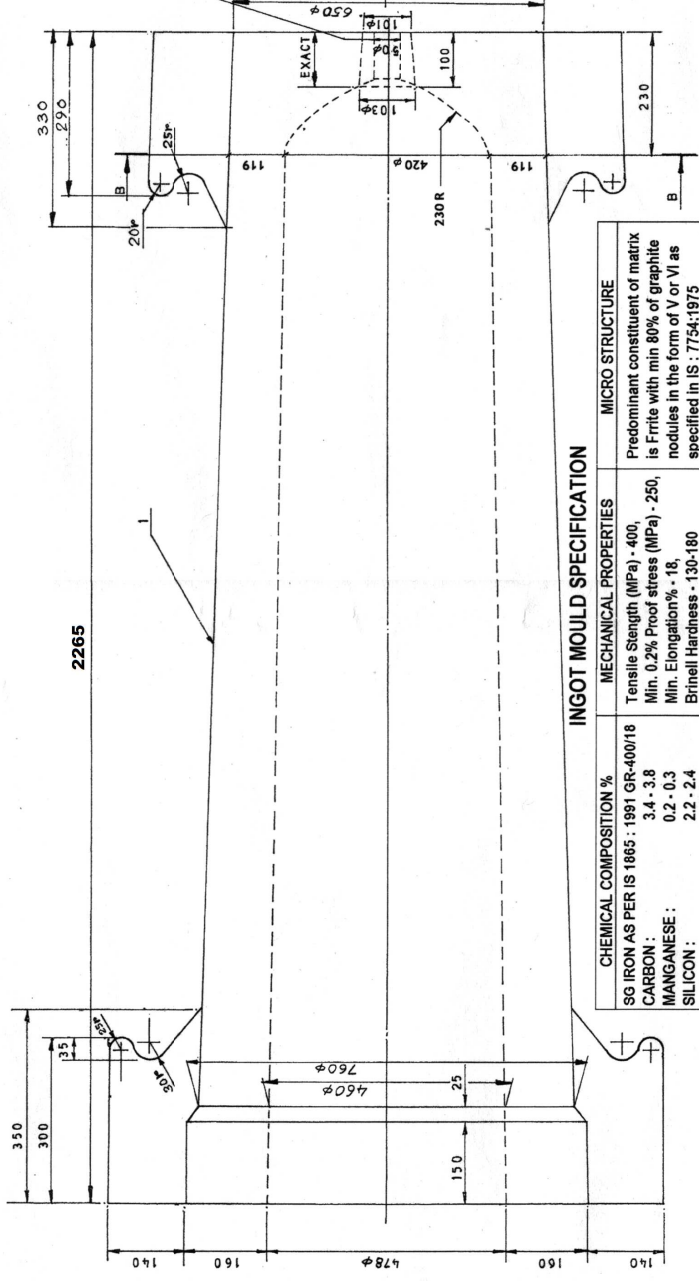 330
290
20r
25r
B
119
420φ
119
B
650φ
101φ
50φ
103φ
EXACT
100
230
230 R
1
2265
350
300
35
25r
30r
760φ
460φ
25
150
140
160
478φ
160
140
INGOT MOULD SPECIFICATION
CHEMICAL COMPOSITION %
SG IRON AS PER IS 1865 : 1991 GR-400/18
CARBON : 3.4 - 3.8
MANGANESE : 0.2 - 0.3
SILICON : 2.2 - 2.4
MECHANICAL PROPERTIES
Tensile Stength (MPa) - 400,
Min. 0.2% Proof stress (MPa) - 250,
Min. Elongation% - 18,
Brinell Hardness - 130-180
MICRO STRUCTURE
Predominant constituent of matrix
is Frrite with min 80% of graphite
nodules in the form of V or VI as
specified in IS : 7754:1975